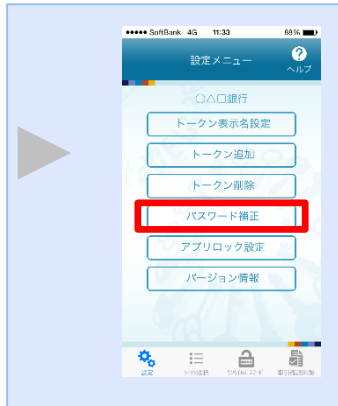 ●●●●● SoftBank 4G 11:33 88%
設定メニュー
?
ヘルプ
○△□銀行
トークン表示名設定
トークン追加
トークン削除
パスワード補正
アプリロック設定
バージョン情報
設定